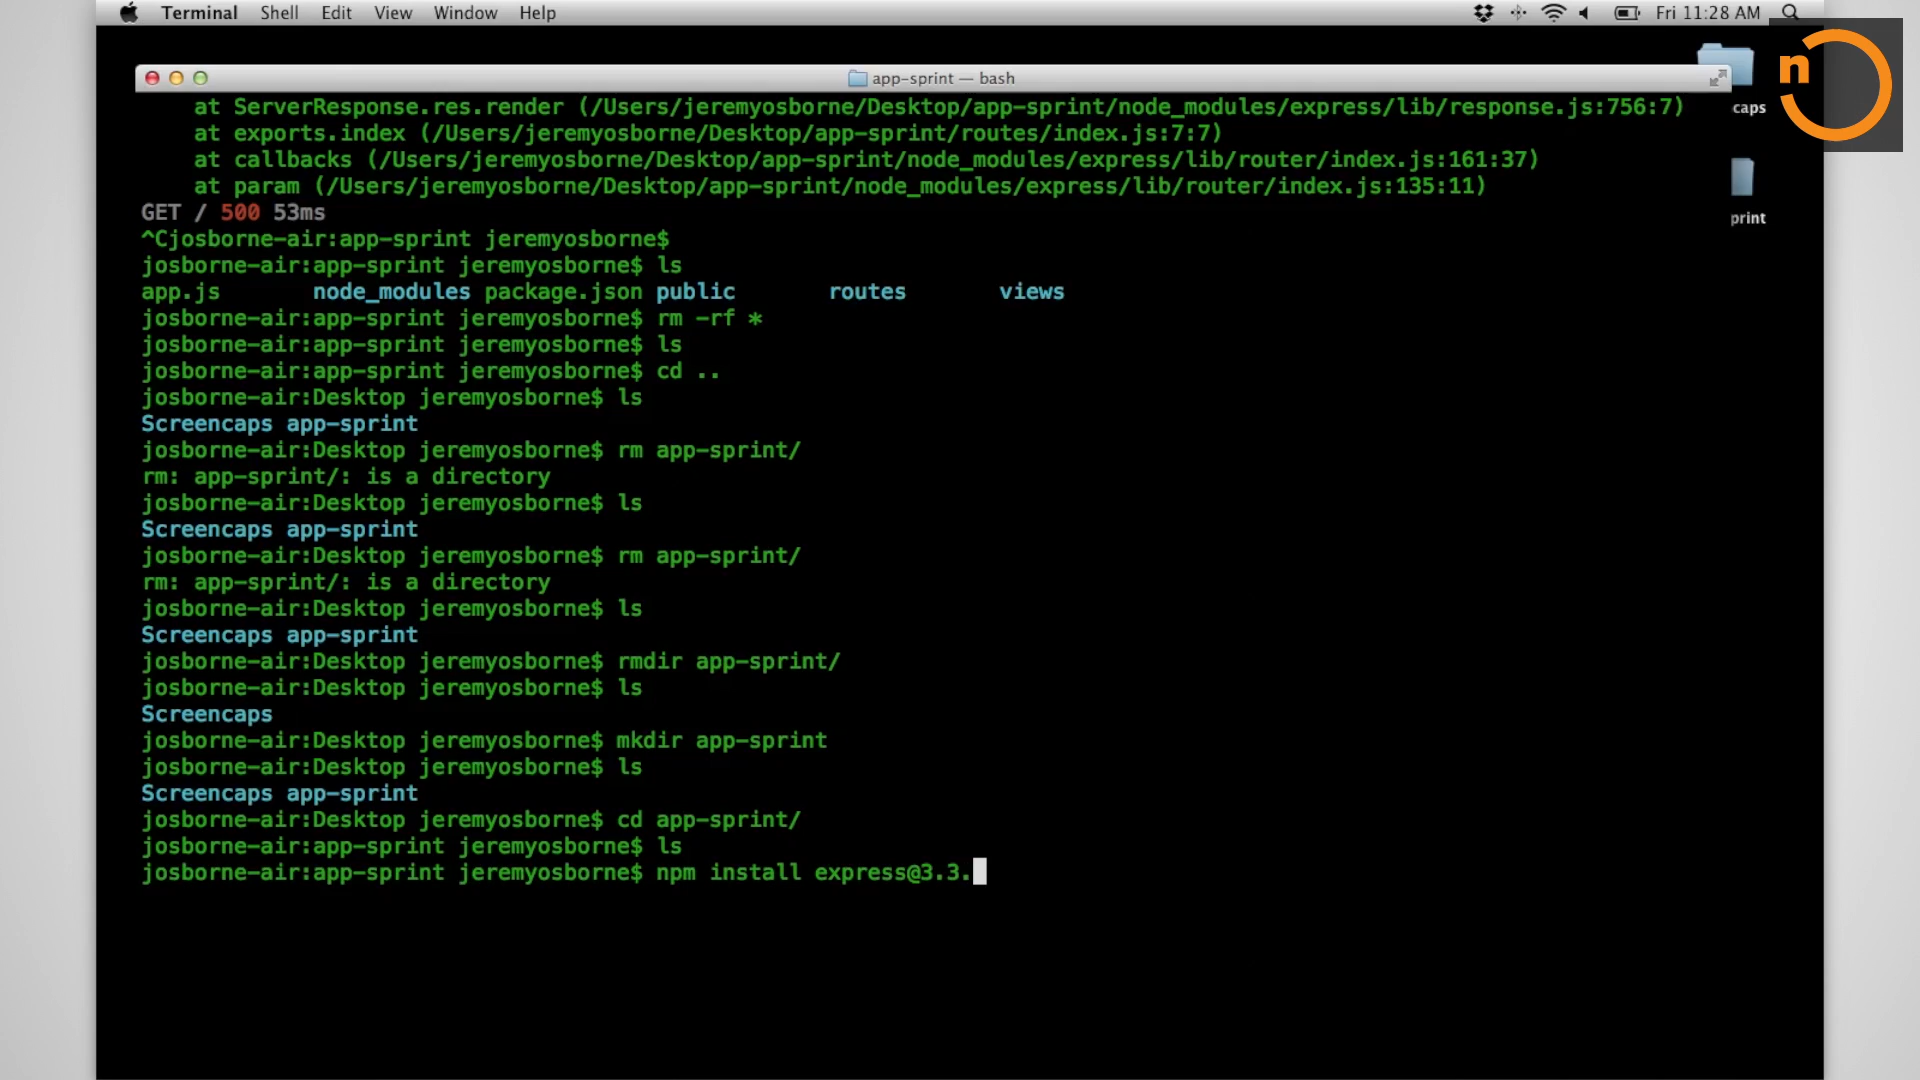 Terminal Shell Edit View Window Help Fri 11:28 AM
n
app-sprint — bash
caps
print
at ServerResponse.res.render (/Users/jeremyosborne/Desktop/app-sprint/node_modules/express/lib/response.js:756:7)
at exports.index (/Users/jeremyosborne/Desktop/app-sprint/routes/index.js:7:7)
at callbacks (/Users/jeremyosborne/Desktop/app-sprint/node_modules/express/lib/router/index.js:161:37)
at param (/Users/jeremyosborne/Desktop/app-sprint/node_modules/express/lib/router/index.js:135:11)
GET / 500 53ms
^Cjosborne-air:app-sprint jeremyosborne$
josborne-air:app-sprint jeremyosborne$ ls
app.js node_modules package.json public routes views
josborne-air:app-sprint jeremyosborne$ rm -rf *
josborne-air:app-sprint jeremyosborne$ ls
josborne-air:app-sprint jeremyosborne$ cd ..
josborne-air:Desktop jeremyosborne$ ls
Screencaps app-sprint
josborne-air:Desktop jeremyosborne$ rm app-sprint/
rm: app-sprint/: is a directory
josborne-air:Desktop jeremyosborne$ ls
Screencaps app-sprint
josborne-air:Desktop jeremyosborne$ rm app-sprint/
rm: app-sprint/: is a directory
josborne-air:Desktop jeremyosborne$ ls
Screencaps app-sprint
josborne-air:Desktop jeremyosborne$ rmdir app-sprint/
josborne-air:Desktop jeremyosborne$ ls
Screencaps
josborne-air:Desktop jeremyosborne$ mkdir app-sprint
josborne-air:Desktop jeremyosborne$ ls
Screencaps app-sprint
josborne-air:Desktop jeremyosborne$ cd app-sprint/
josborne-air:app-sprint jeremyosborne$ ls
josborne-air:app-sprint jeremyosborne$ npm install express@3.3.